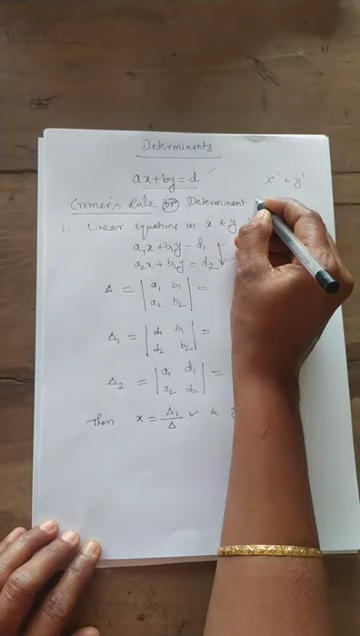 Determinants
ax+by=d
x' & y'
Cramer's Rule or Determinant
1. Linear Equations in x & y
a₁x+b₁y = d₁
a₂x+b₂y = d₂
Δ = | a₁ b₁ | =
| a₂ b₂ |
Δ₁ = | d₁ b₁ | =
| d₂ b₂ |
Δ₂ = | a₁ d₁ | =
| a₂ d₂ |
then x = Δ₁/Δ ✓ &